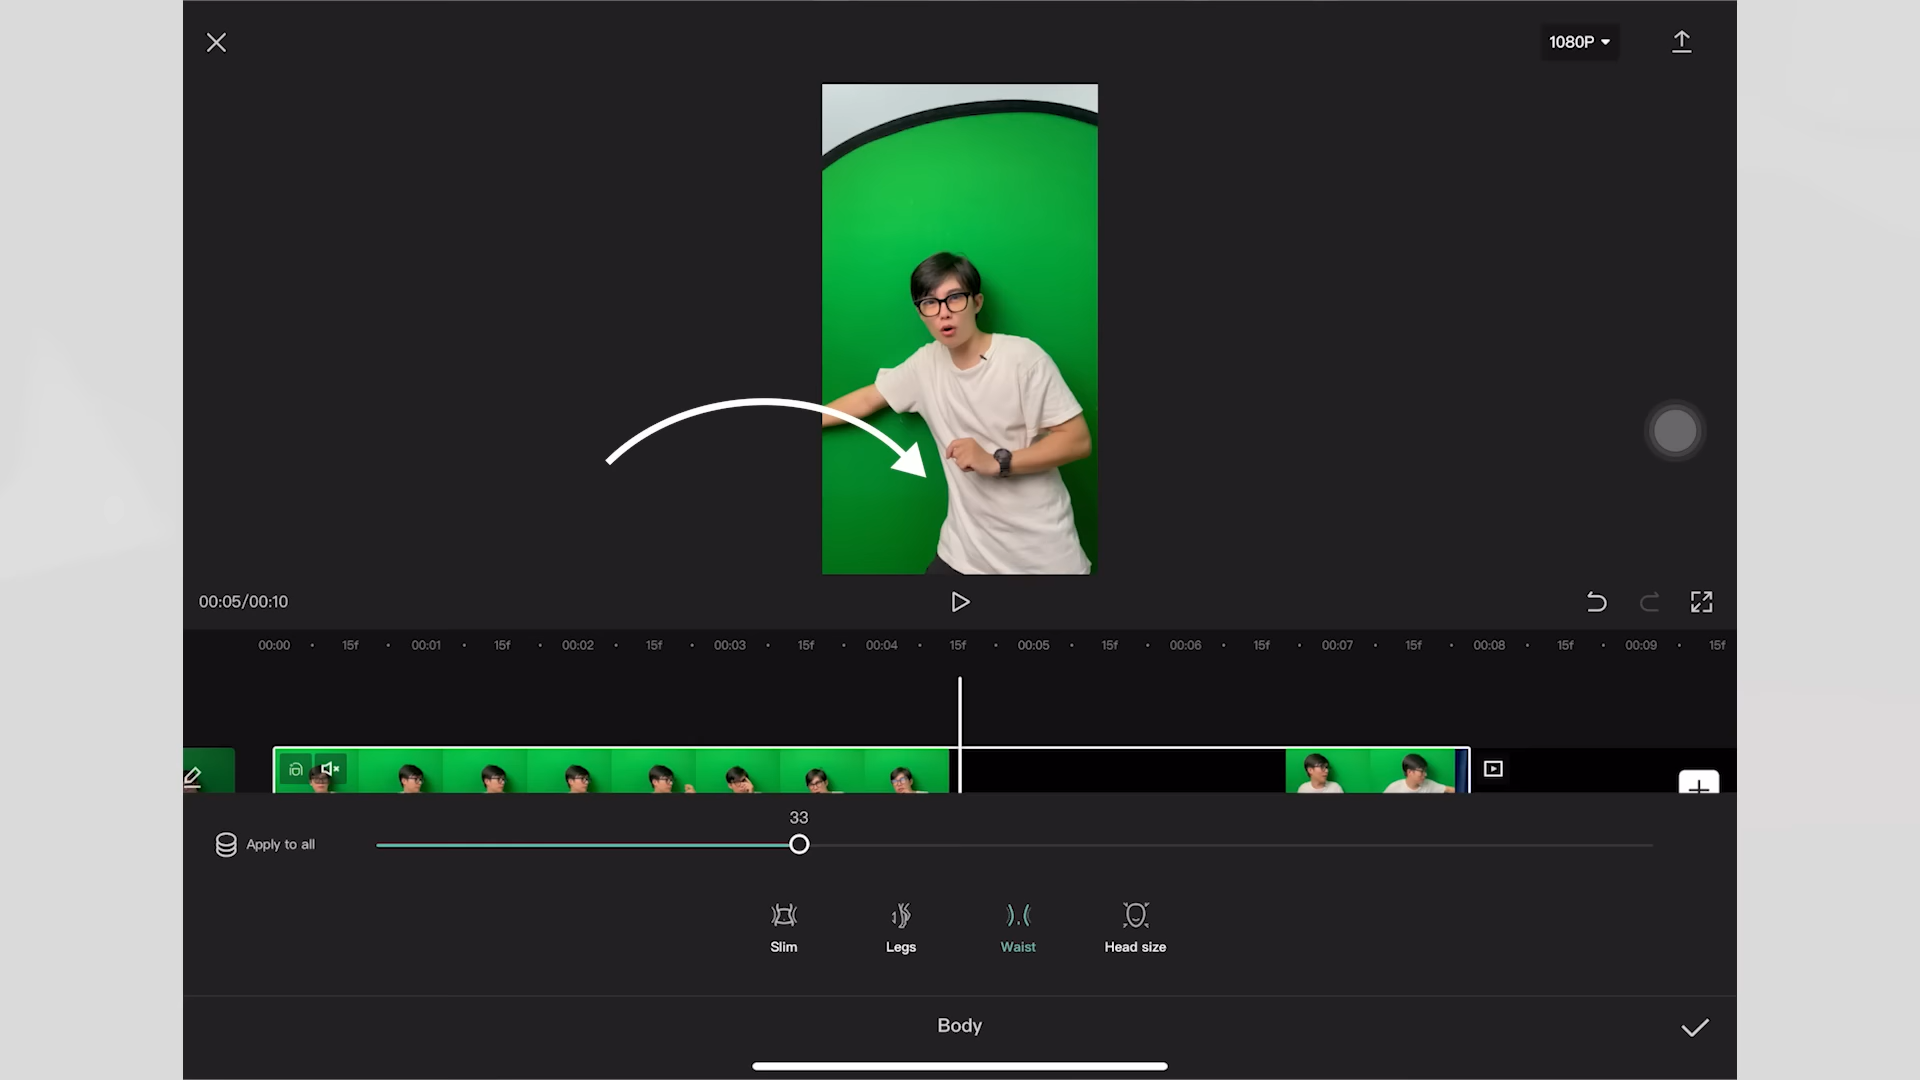 1080P
00:05/00:10
00:00 15f 00:01 15f 00:02 15f 00:03 15f 00:04 15f 00:05 15f 00:06 15f 00:07 15f 00:08 15f 00:09 15f
33
Apply to all
Slim Legs Waist Head size
Body